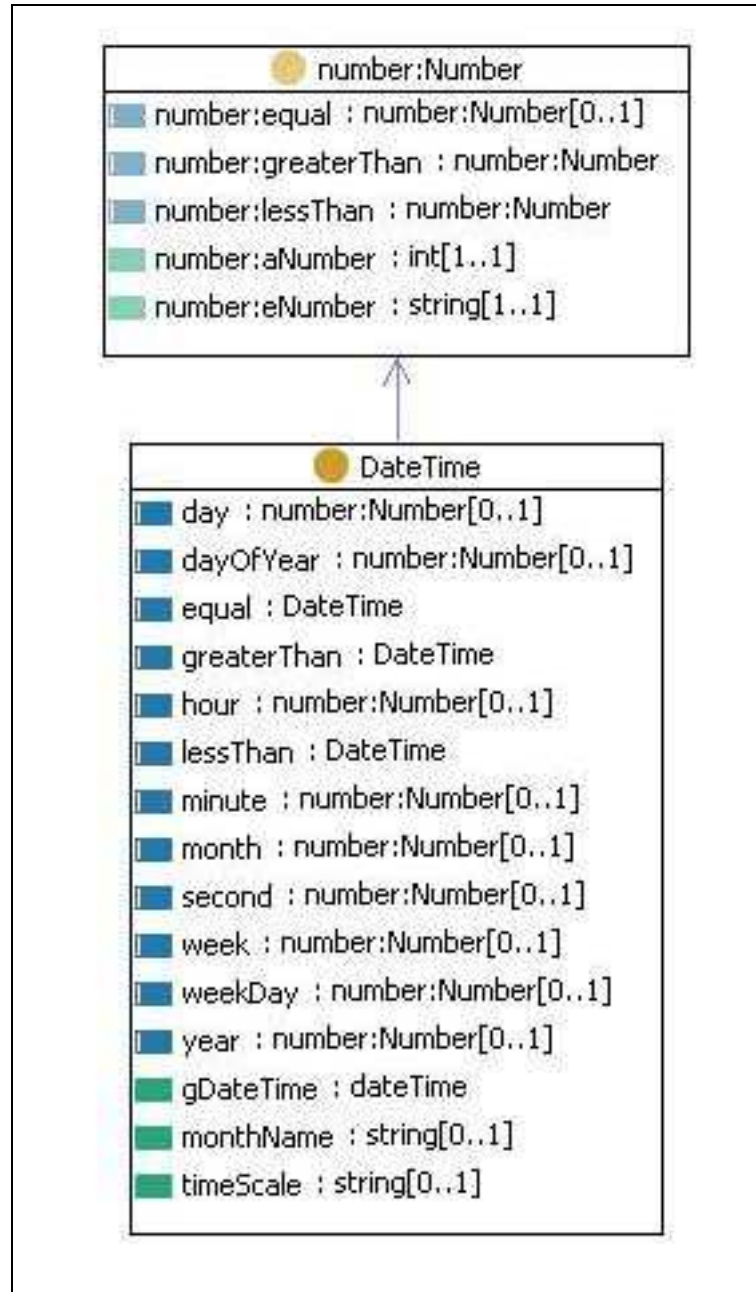 number:Number
number:equal : number:Number[0..1]
number:greaterThan : number:Number
number:lessThan : number:Number
number:aNumber : int[1..1]
number:eNumber : string[1..1]
DateTime
day : number:Number[0..1]
dayOfYear : number:Number[0..1]
equal : DateTime
greaterThan : DateTime
hour : number:Number[0..1]
lessThan : DateTime
minute : number:Number[0..1]
month : number:Number[0..1]
second : number:Number[0..1]
week : number:Number[0..1]
weekDay : number:Number[0..1]
year : number:Number[0..1]
gDateTime : dateTime
monthName : string[0..1]
timeScale : string[0..1]